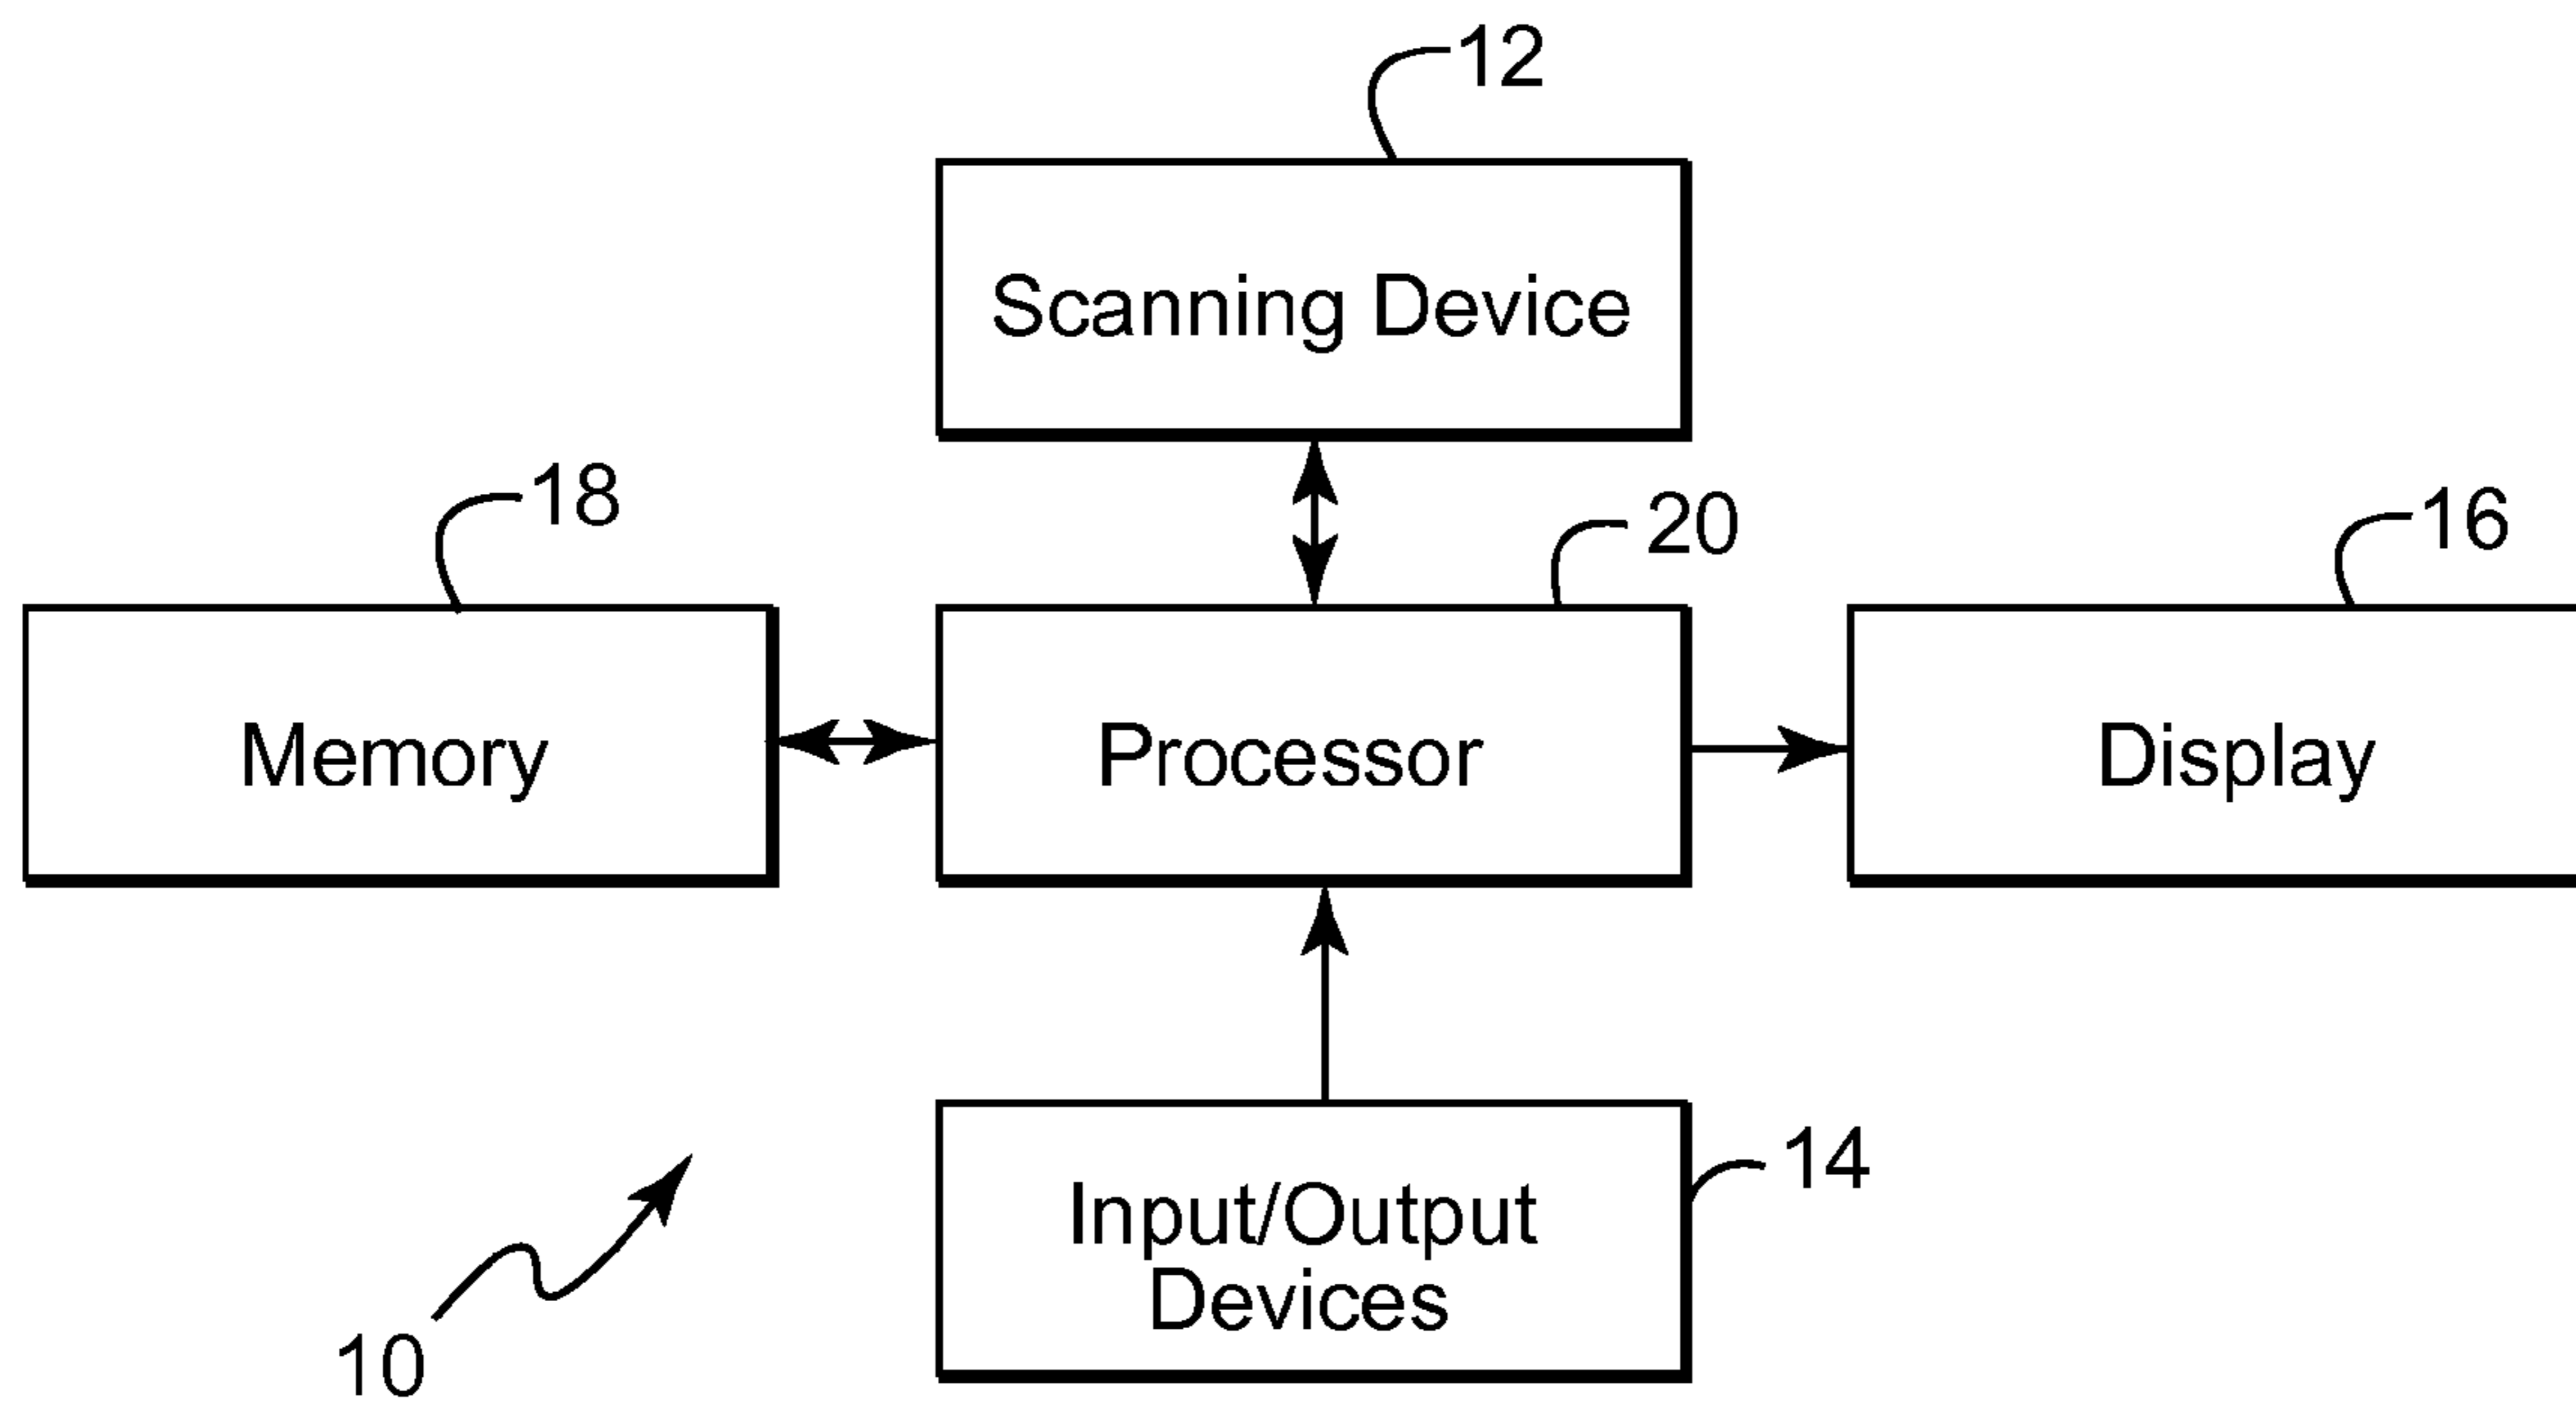 12
Scanning Device
18
20
16
Memory
Processor
Display
14
Input/Output
Devices
10